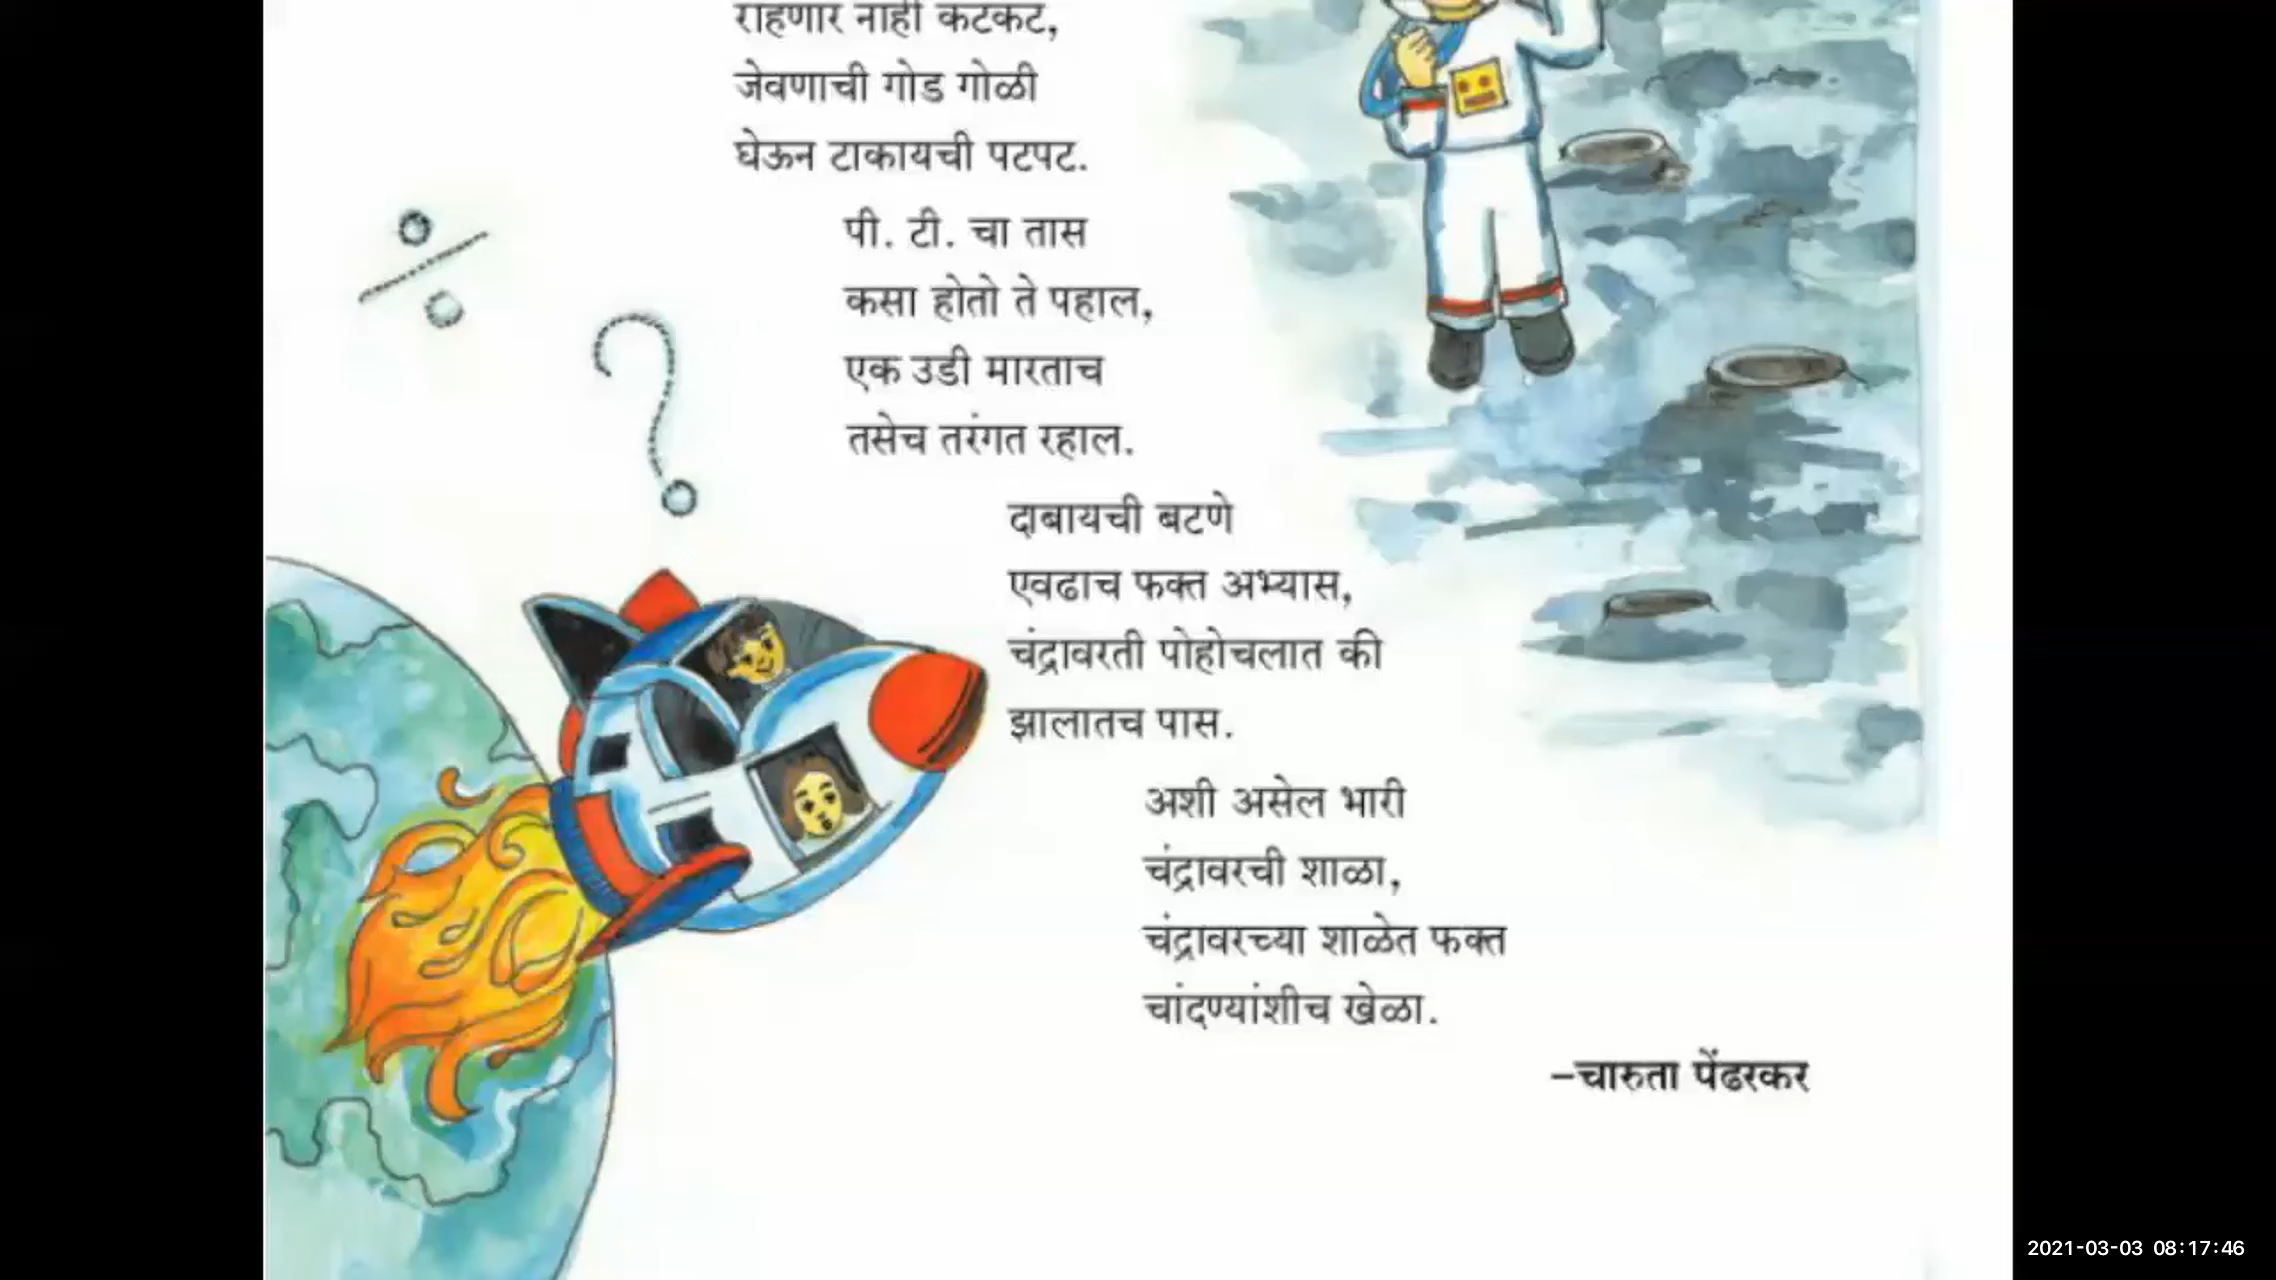 राहणार नाही कटकट,
जेवणाची गोड गोळी
घेऊन टाकायची पटपट.
पी. टी. चा तास
कसा होतो ते पहाल,
एक उडी मारताच
तसेच तरंगत रहाल.
दाबायची बटणे
एवढाच फक्त अभ्यास,
चंद्रावरती पोहोचलात की
झालातच पास.
अशी असेल भारी
चंद्रावरची शाळा,
चंद्रावरच्या शाळेत फक्त
चांदण्यांशीच खेळा.
–चारुता पेंढरकर
2021-03-03 08:17:46